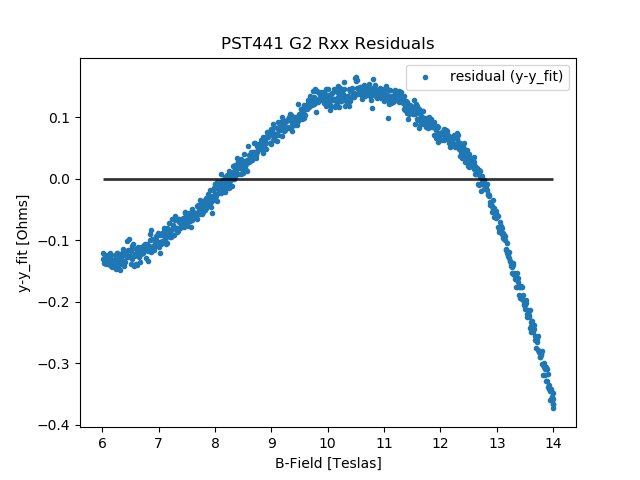 PST441 G2 Rxx Residuals
residual (y-y_fit)
y-y_fit [Ohms]
0.1
0.0
−0.1
−0.2
−0.3
−0.4
6 7 8 9 10 11 12 13 14
B-Field [Teslas]